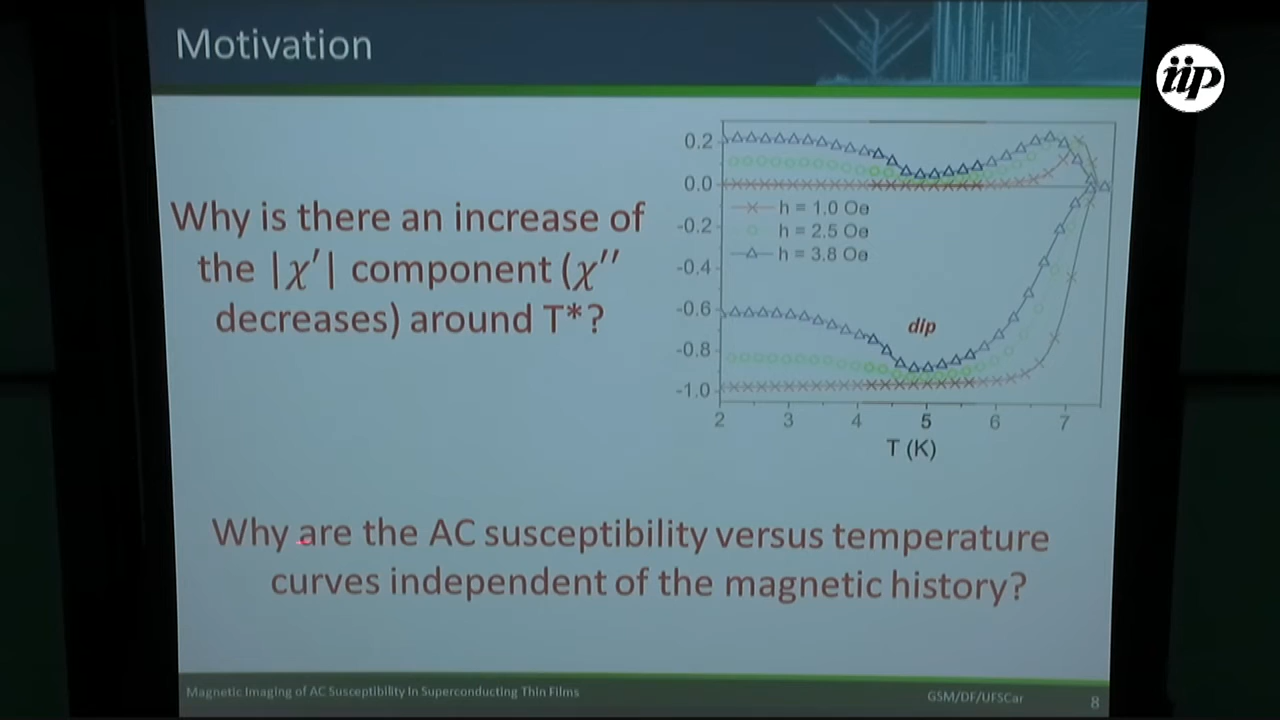 Motivation
iip
Why is there an increase of
the |χ′| component (χ′′
decreases) around T*?
0.2
0.0
-0.2
-0.4
-0.6
-0.8
-1.0
h = 1.0 Oe
h = 2.5 Oe
h = 3.8 Oe
dip
2 3 4 5 6 7
T (K)
Why are the AC susceptibility versus temperature
curves independent of the magnetic history?
Magnetic Imaging of AC Susceptibility in Superconducting Thin Films
GSM/DF/UFSCar
8